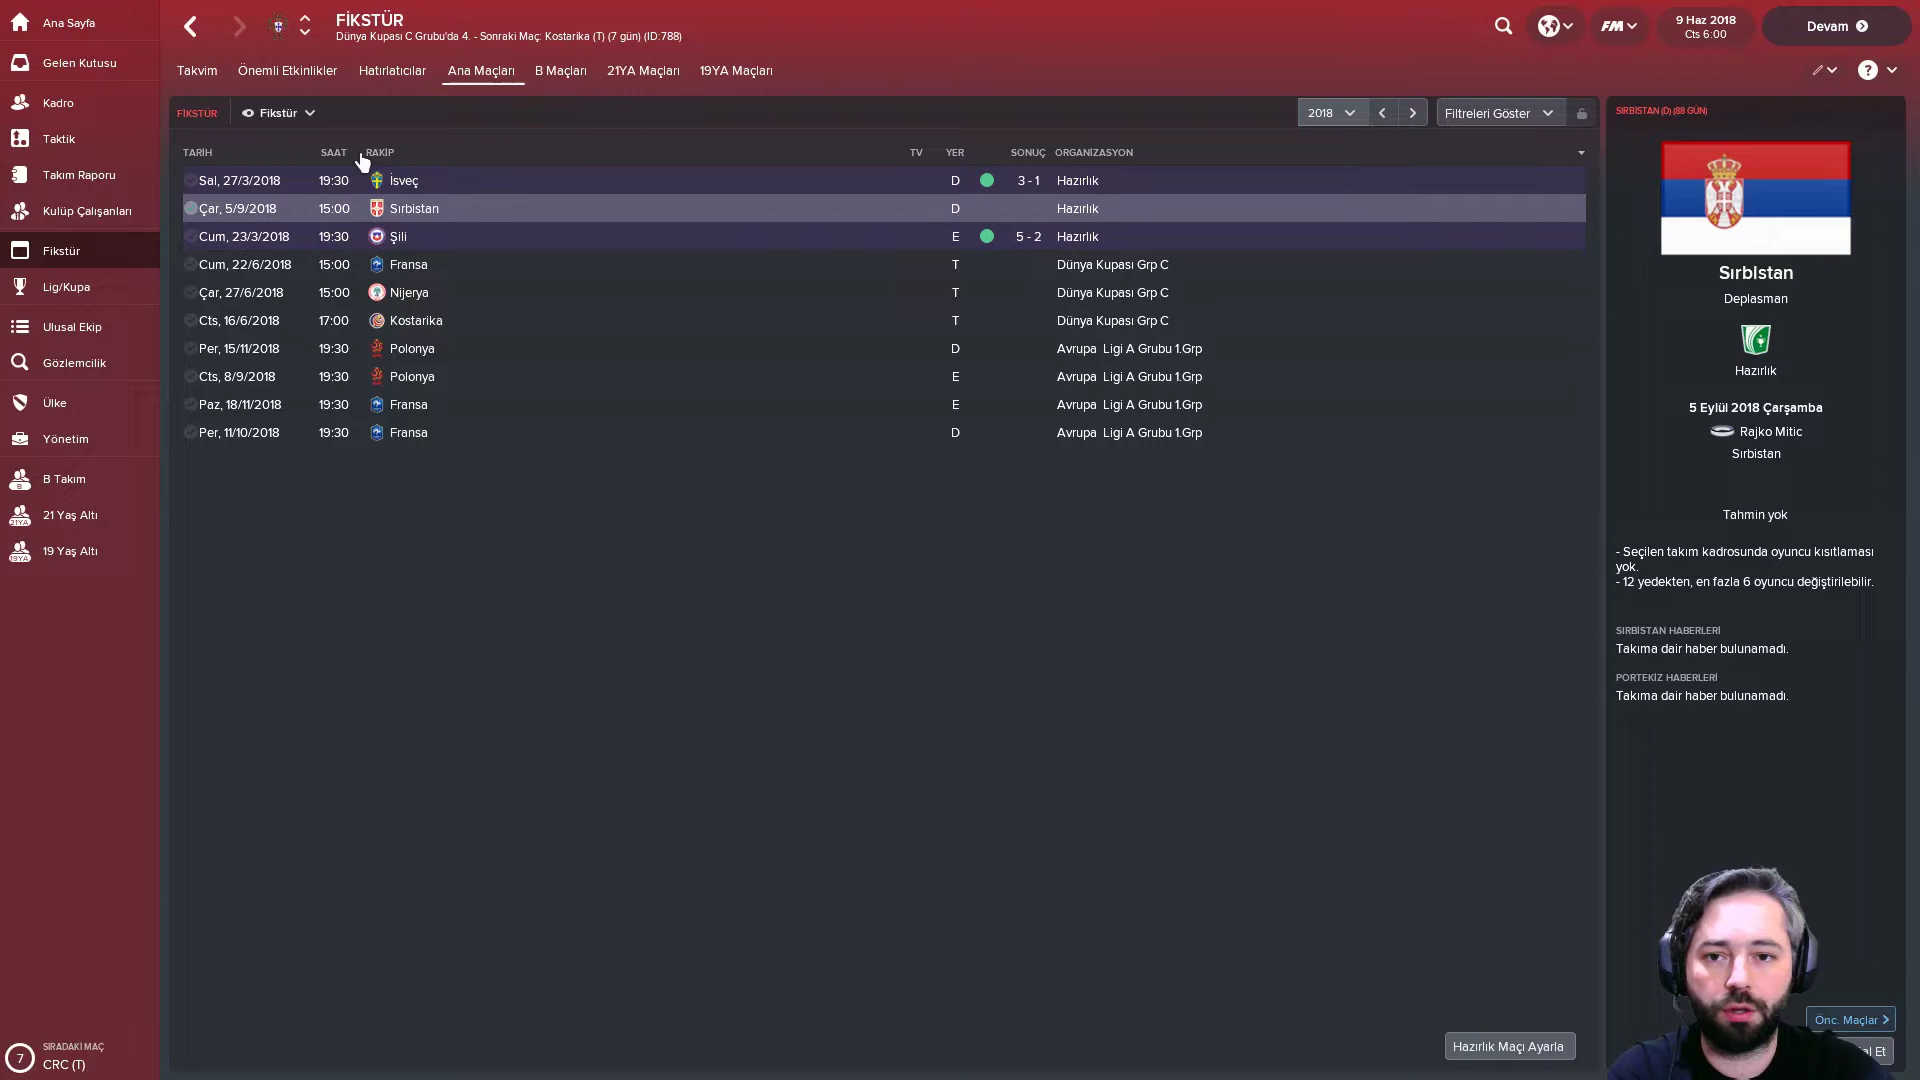 Ana Sayfa
Gelen Kutusu
Kadro
Taktik
Takım Raporu
Kulüp Çalışanları
Fikstür
Lig/Kupa
Ulusal Ekip
Gözlemcilik
Ülke
Yönetim
B
B Takım
21YA
21 Yaş Altı
19YA
19 Yaş Altı
7
SIRADAKİ MAÇ
CRC (T)
FİKSTÜR
Dünya Kupası C Grubu'da 4. - Sonraki Maç: Kostarika (T) (7 gün) (ID:788)
FM
9 Haz 2018
Cts 6:00
Devam
Takvim Önemli Etkinlikler Hatırlatıcılar Ana Maçları B Maçları 21YA Maçları 19YA Maçları
?
FİKSTÜR Fikstür 2018 Filtreleri Göster
TARİH SAAT RAKİP TV YER SONUÇ ORGANİZASYON
Sal, 27/3/2018 19:30 İsveç D 3 - 1 Hazırlık
Çar, 5/9/2018 15:00 Sırbistan D Hazırlık
Cum, 23/3/2018 19:30 Şili E 5 - 2 Hazırlık
Cum, 22/6/2018 15:00 Fransa T Dünya Kupası Grp C
Çar, 27/6/2018 15:00 Nijerya T Dünya Kupası Grp C
Cts, 16/6/2018 17:00 Kostarika T Dünya Kupası Grp C
Per, 15/11/2018 19:30 Polonya D Avrupa Ligi A Grubu 1.Grp
Cts, 8/9/2018 19:30 Polonya E Avrupa Ligi A Grubu 1.Grp
Paz, 18/11/2018 19:30 Fransa E Avrupa Ligi A Grubu 1.Grp
Per, 11/10/2018 19:30 Fransa D Avrupa Ligi A Grubu 1.Grp
Hazırlık Maçı Ayarla
SIRBİSTAN (D) (88 GÜN)
Sırbistan
Deplasman
Hazırlık
5 Eylül 2018 Çarşamba
Rajko Mitic
Sırbistan
Tahmin yok
- Seçilen takım kadrosunda oyuncu kısıtlaması
yok.
- 12 yedekten, en fazla 6 oyuncu değiştirilebilir.
SIRBİSTAN HABERLERİ
Takıma dair haber bulunamadı.
PORTEKİZ HABERLERİ
Takıma dair haber bulunamadı.
Önc. Maçlar
Et